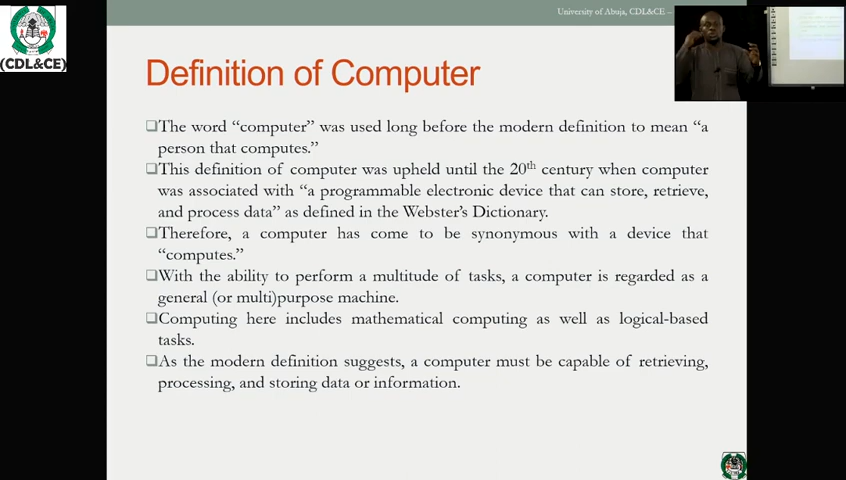 (CDL&CE)
University of Abuja, CDL&CE –
Definition of Computer
❑The word “computer” was used long before the modern definition to mean “a
person that computes.”
❑This definition of computer was upheld until the 20th century when computer
was associated with “a programmable electronic device that can store, retrieve,
and process data” as defined in the Webster’s Dictionary.
❑Therefore, a computer has come to be synonymous with a device that
“computes.”
❑With the ability to perform a multitude of tasks, a computer is regarded as a
general (or multi)purpose machine.
❑Computing here includes mathematical computing as well as logical-based
tasks.
❑As the modern definition suggests, a computer must be capable of retrieving,
processing, and storing data or information.